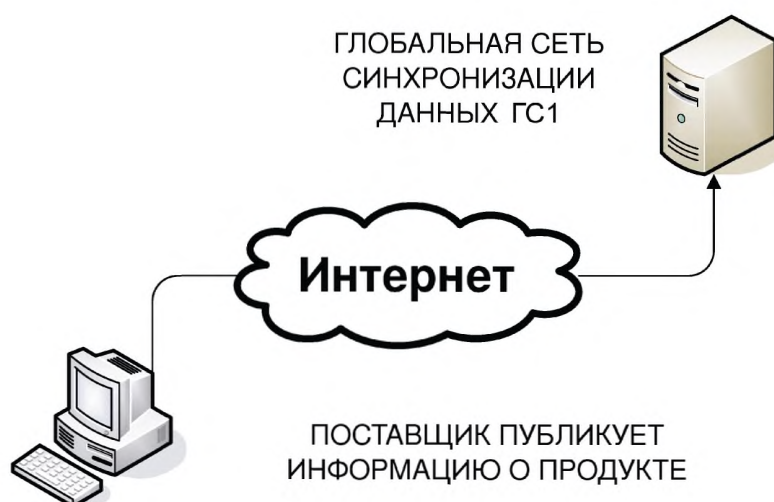 ГЛОБАЛЬНАЯ СЕТЬ
СИНХРОНИЗАЦИИ
ДАННЫХ ГС1
Интернет
ПОСТАВЩИК ПУБЛИКУЕТ
ИНФОРМАЦИЮ О ПРОДУКТЕ